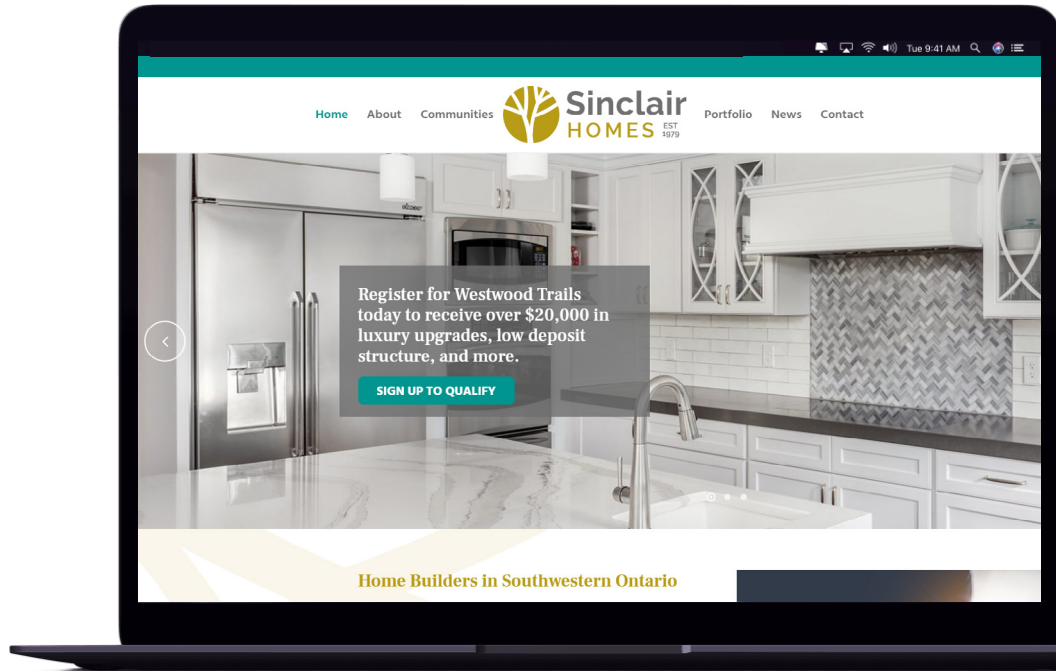 Tue 9:41 AM
Home About Communities Sinclair HOMES EST 1979 Portfolio News Contact
Register for Westwood Trails
today to receive over $20,000 in
luxury upgrades, low deposit
structure, and more.
SIGN UP TO QUALIFY
Home Builders in Southwestern Ontario